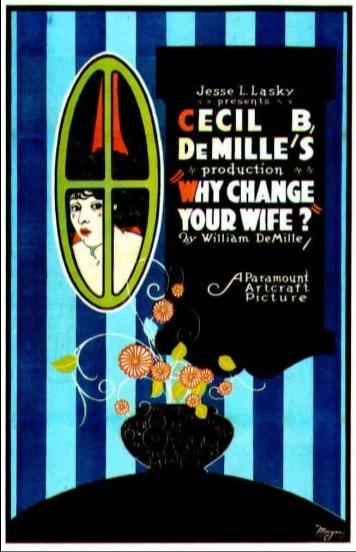 Jesse L. Lasky
presents
CECIL B.
DEMILLE'S
production
"WHY CHANGE
YOUR WIFE?"
by William DeMille
A Paramount
Artcraft
Picture
Morgan